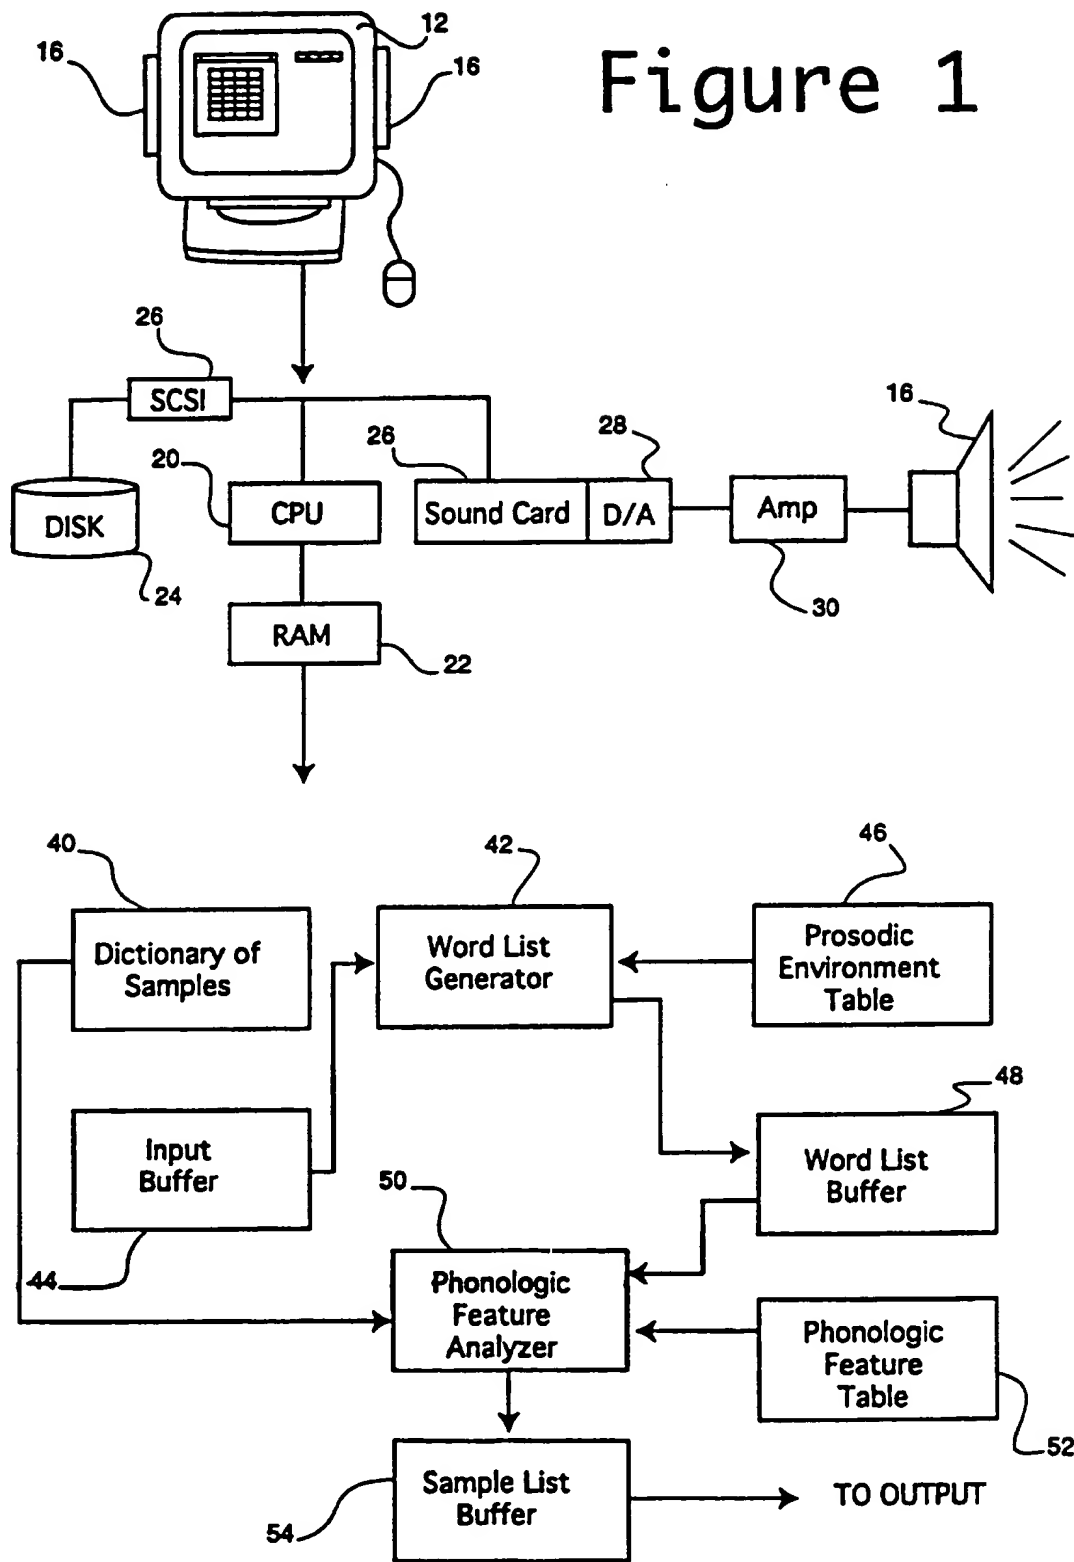 Figure 1
12
16
16
26
SCSI
16
20
26
28
DISK
CPU
Sound Card
D/A
Amp
24
30
RAM
22
40
42
46
Dictionary of
Samples
Word List
Generator
Prosodic
Environment
Table
48
Input
Buffer
Word List
Buffer
50
44
Phonologic
Feature
Analyzer
Phonologic
Feature
Table
52
Sample List
Buffer
TO OUTPUT
54